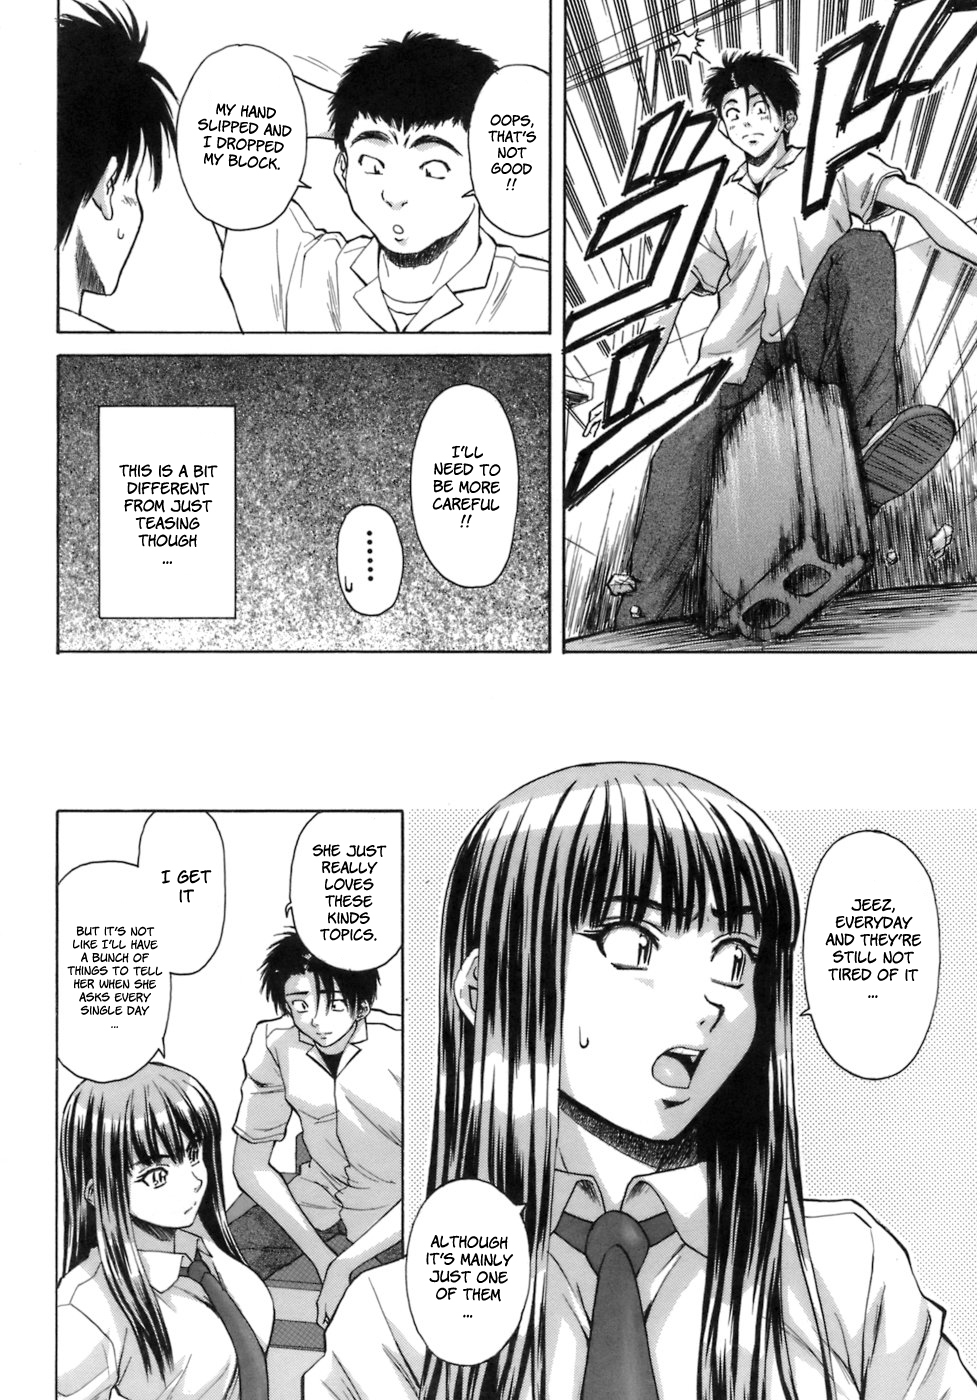 ドガッ
OOPS,
THAT'S
NOT
GOOD
!!
MY HAND
SLIPPED AND
I DROPPED
MY BLOCK.
I'LL
NEED TO
BE MORE
CAREFUL
!!
......
THIS IS A BIT
DIFFERENT
FROM JUST
TEASING
THOUGH
...
JEEZ,
EVERYDAY
AND THEY'RE
STILL NOT
TIRED OF IT
...
ALTHOUGH
IT'S MAINLY
JUST ONE
OF THEM
...
SHE JUST
REALLY
LOVES
THESE
KINDS
TOPICS.
I GET
IT
BUT IT'S NOT
LIKE I'LL HAVE
A BUNCH OF
THINGS TO TELL
HER WHEN SHE
ASKS EVERY
SINGLE DAY
...